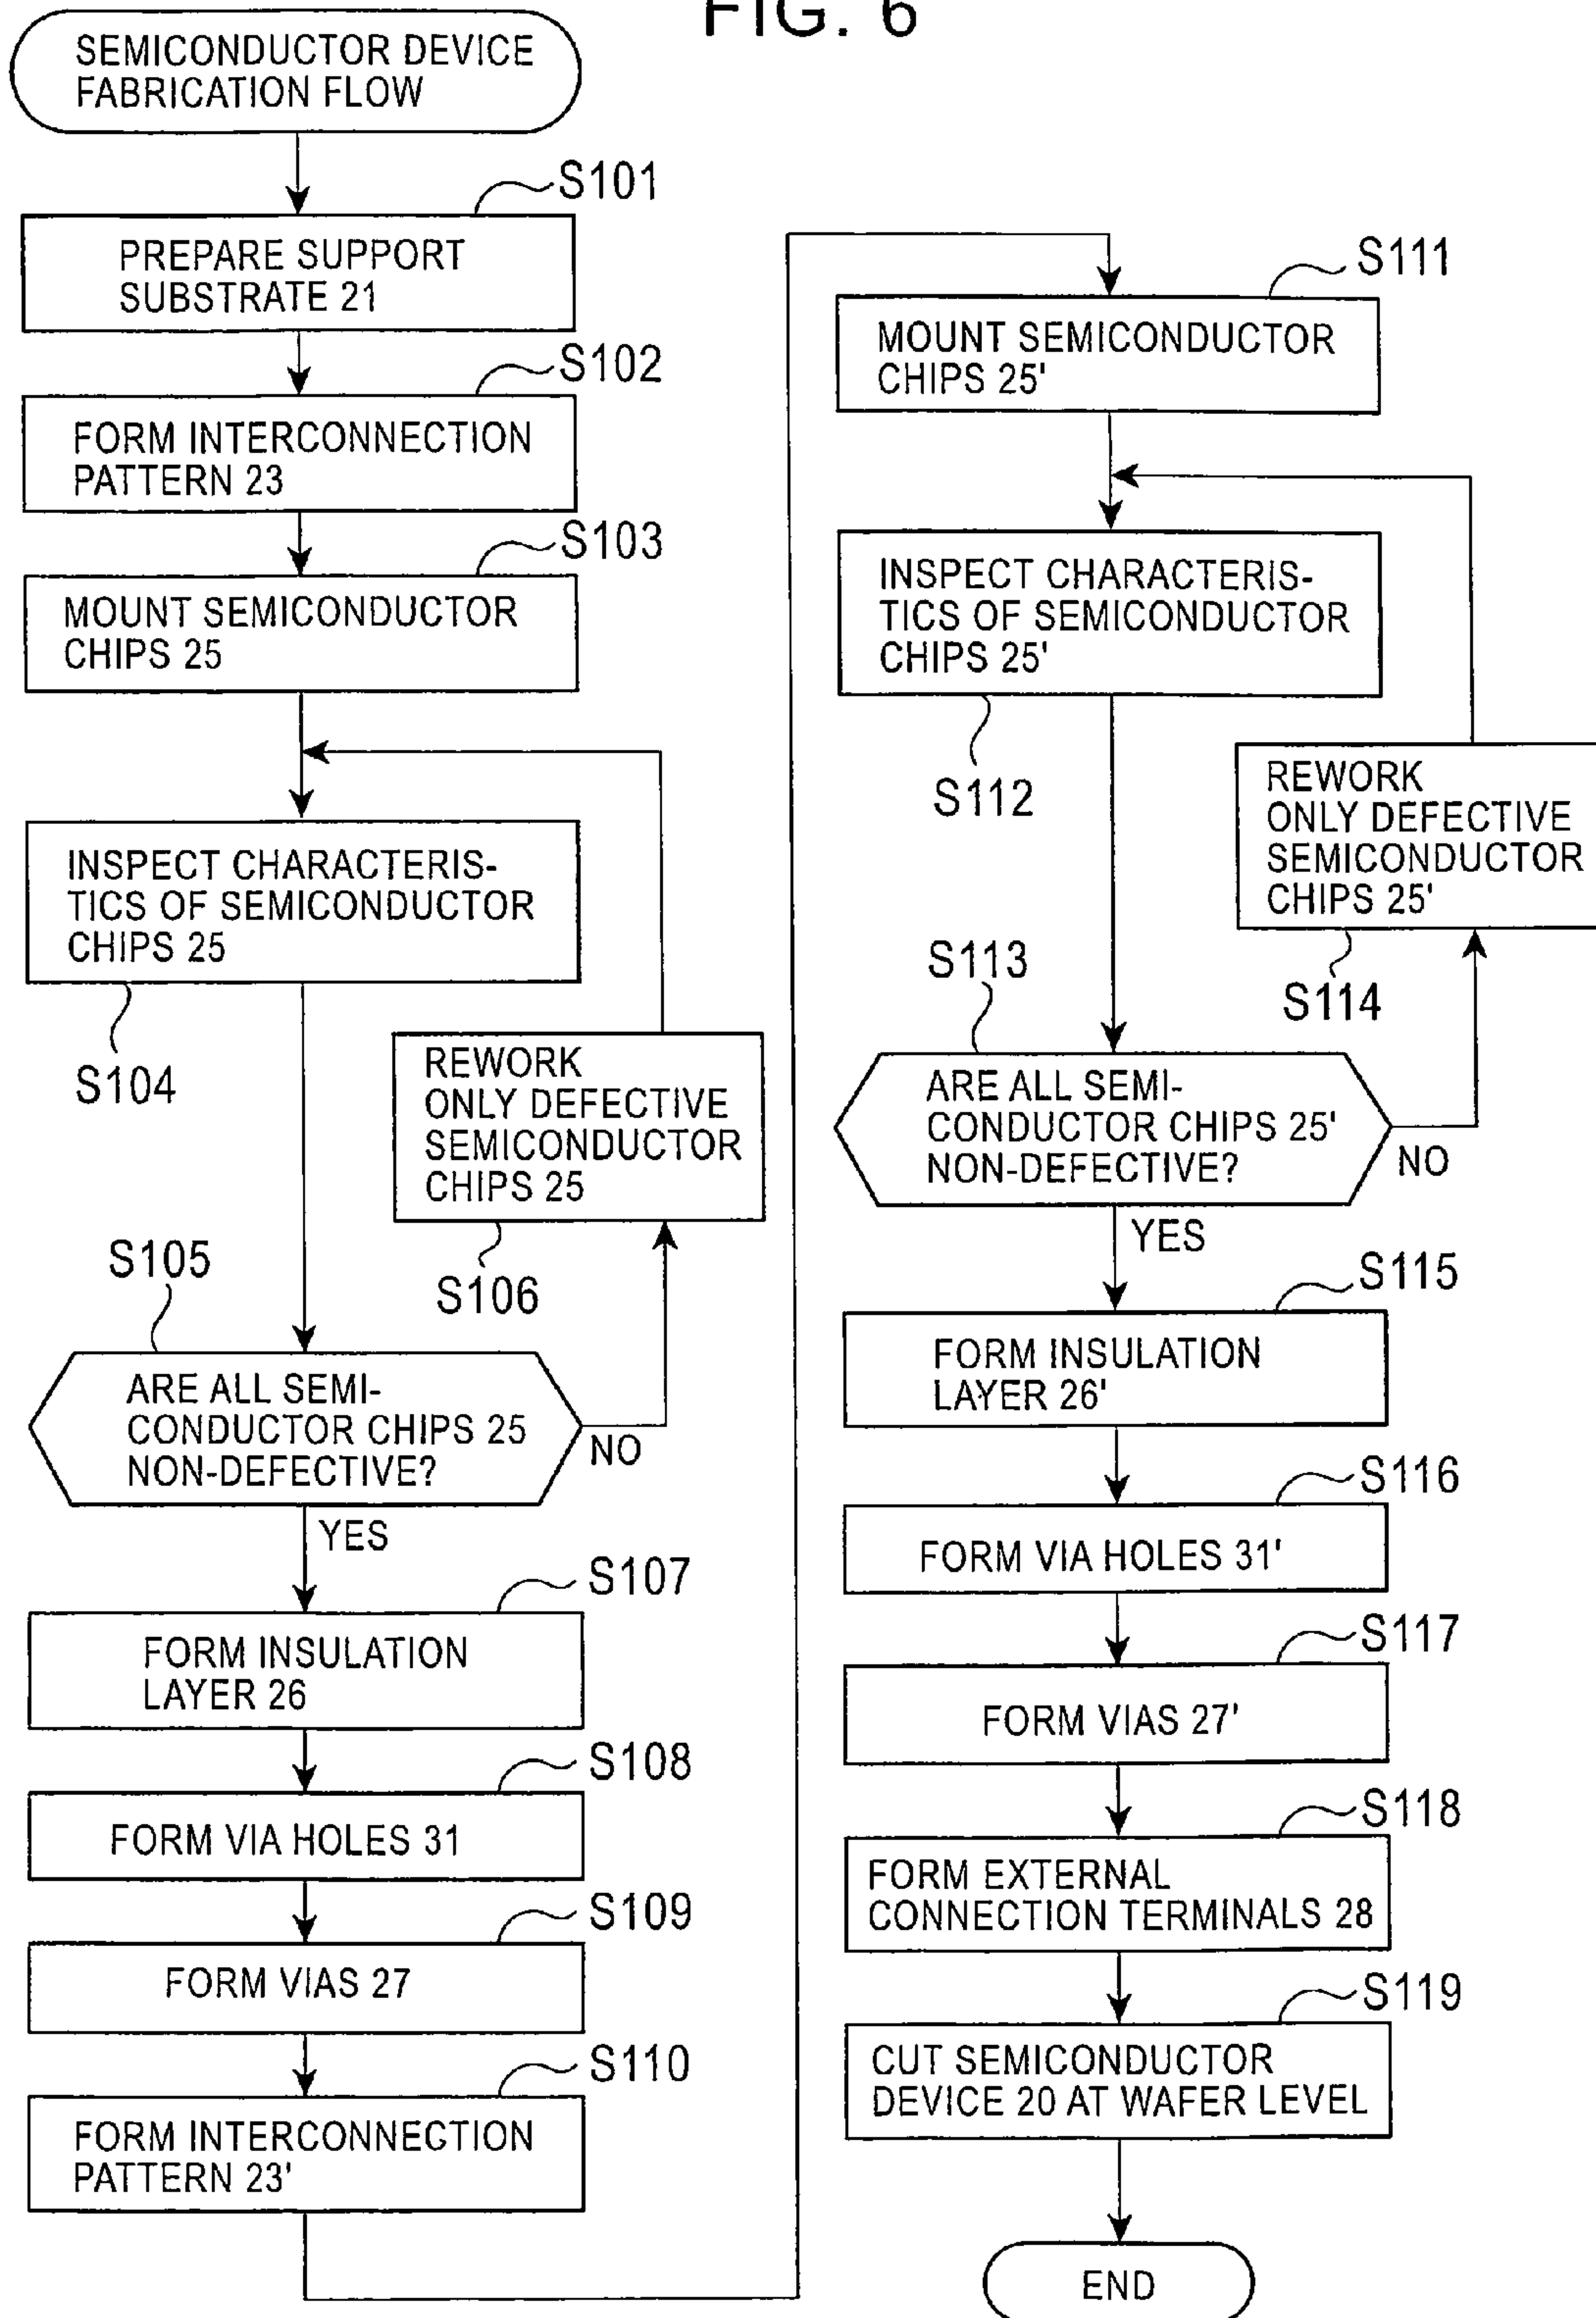 FIG. 6
SEMICONDUCTOR DEVICE
FABRICATION FLOW
S101
PREPARE SUPPORT
SUBSTRATE 21
S102
FORM INTERCONNECTION
PATTERN 23
S103
MOUNT SEMICONDUCTOR
CHIPS 25
INSPECT CHARACTERIS-
TICS OF SEMICONDUCTOR
CHIPS 25
S104
REWORK
ONLY DEFECTIVE
SEMICONDUCTOR
CHIPS 25
S106
S105
ARE ALL SEMI-
CONDUCTOR CHIPS 25
NON-DEFECTIVE?
NO
YES
S107
FORM INSULATION
LAYER 26
S108
FORM VIA HOLES 31
S109
FORM VIAS 27
S110
FORM INTERCONNECTION
PATTERN 23'
S111
MOUNT SEMICONDUCTOR
CHIPS 25'
INSPECT CHARACTERIS-
TICS OF SEMICONDUCTOR
CHIPS 25'
S112
REWORK
ONLY DEFECTIVE
SEMICONDUCTOR
CHIPS 25'
S114
S113
ARE ALL SEMI-
CONDUCTOR CHIPS 25'
NON-DEFECTIVE?
NO
YES
S115
FORM INSULATION
LAYER 26'
S116
FORM VIA HOLES 31'
S117
FORM VIAS 27'
S118
FORM EXTERNAL
CONNECTION TERMINALS 28
S119
CUT SEMICONDUCTOR
DEVICE 20 AT WAFER LEVEL
END